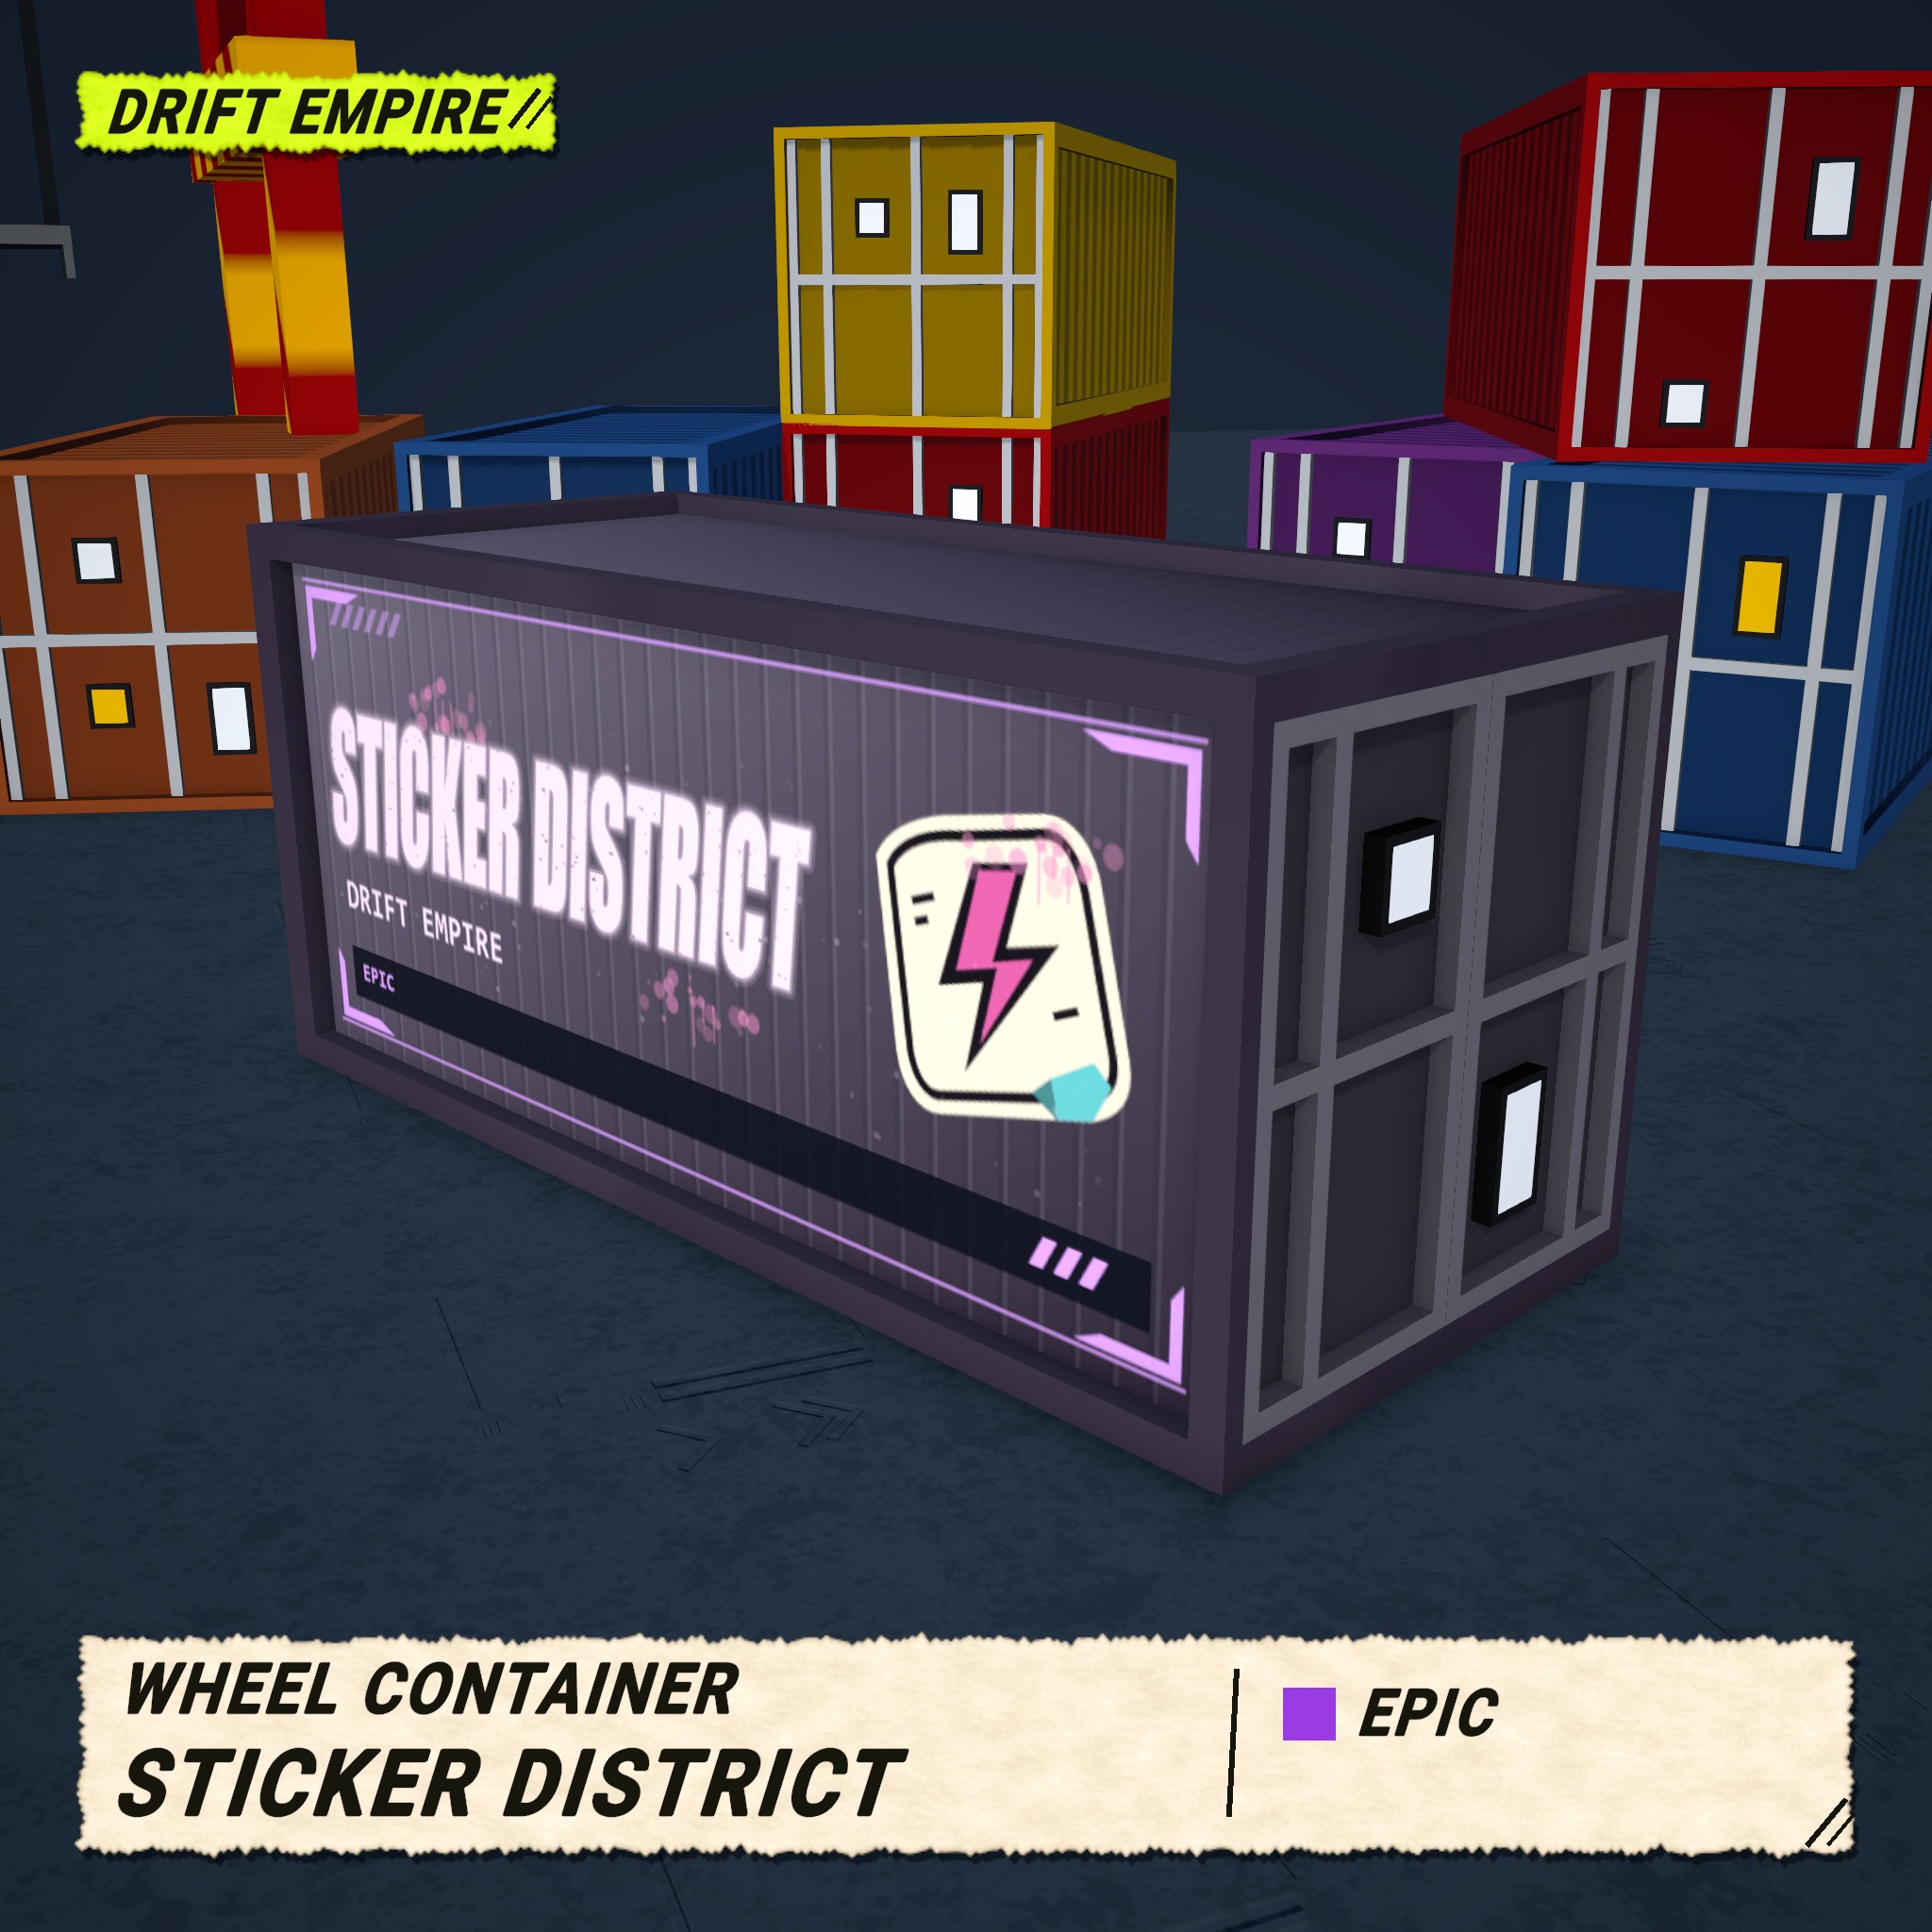 DRIFT EMPIRE//
STICKER DISTRICT
DRIFT EMPIRE
EPIC
WHEEL CONTAINER
STICKER DISTRICT
EPIC